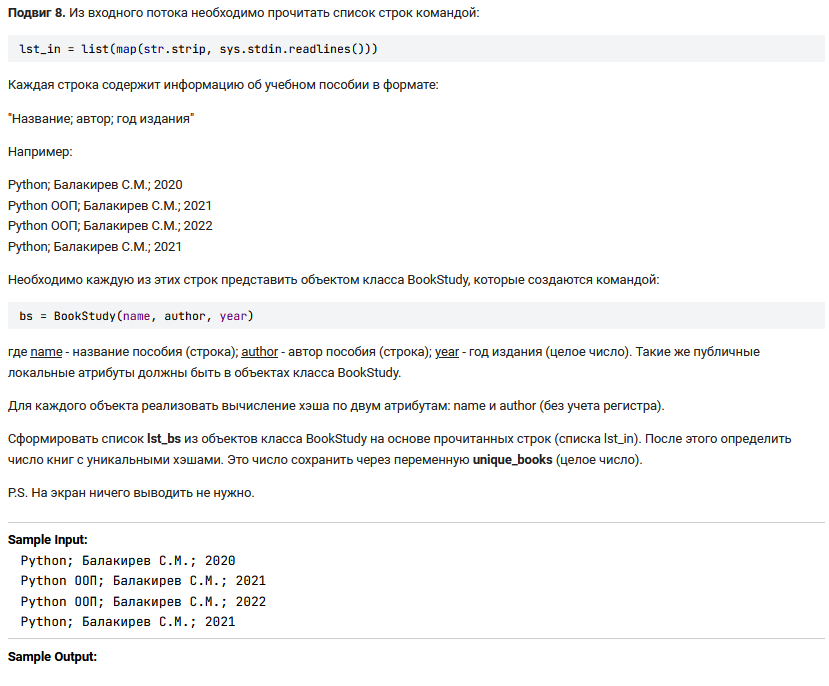 Подвиг 8. Из входного потока необходимо прочитать список строк командой:
lst_in = list(map(str.strip, sys.stdin.readlines()))
Каждая строка содержит информацию об учебном пособии в формате:
"Название; автор; год издания"
Например:
Python; Балакирев С.М.; 2020
Python ООП; Балакирев С.М.; 2021
Python ООП; Балакирев С.М.; 2022
Python; Балакирев С.М.; 2021
Необходимо каждую из этих строк представить объектом класса BookStudy, которые создаются командой:
bs = BookStudy(name, author, year)
где name - название пособия (строка); author - автор пособия (строка); year - год издания (целое число). Такие же публичные
локальные атрибуты должны быть в объектах класса BookStudy.
Для каждого объекта реализовать вычисление хэша по двум атрибутам: name и author (без учета регистра).
Сформировать список lst_bs из объектов класса BookStudy на основе прочитанных строк (списка lst_in). После этого определить
число книг с уникальными хэшами. Это число сохранить через переменную unique_books (целое число).
P.S. На экран ничего выводить не нужно.
Sample Input:
Python; Балакирев С.М.; 2020
Python ООП; Балакирев С.М.; 2021
Python ООП; Балакирев С.М.; 2022
Python; Балакирев С.М.; 2021
Sample Output: